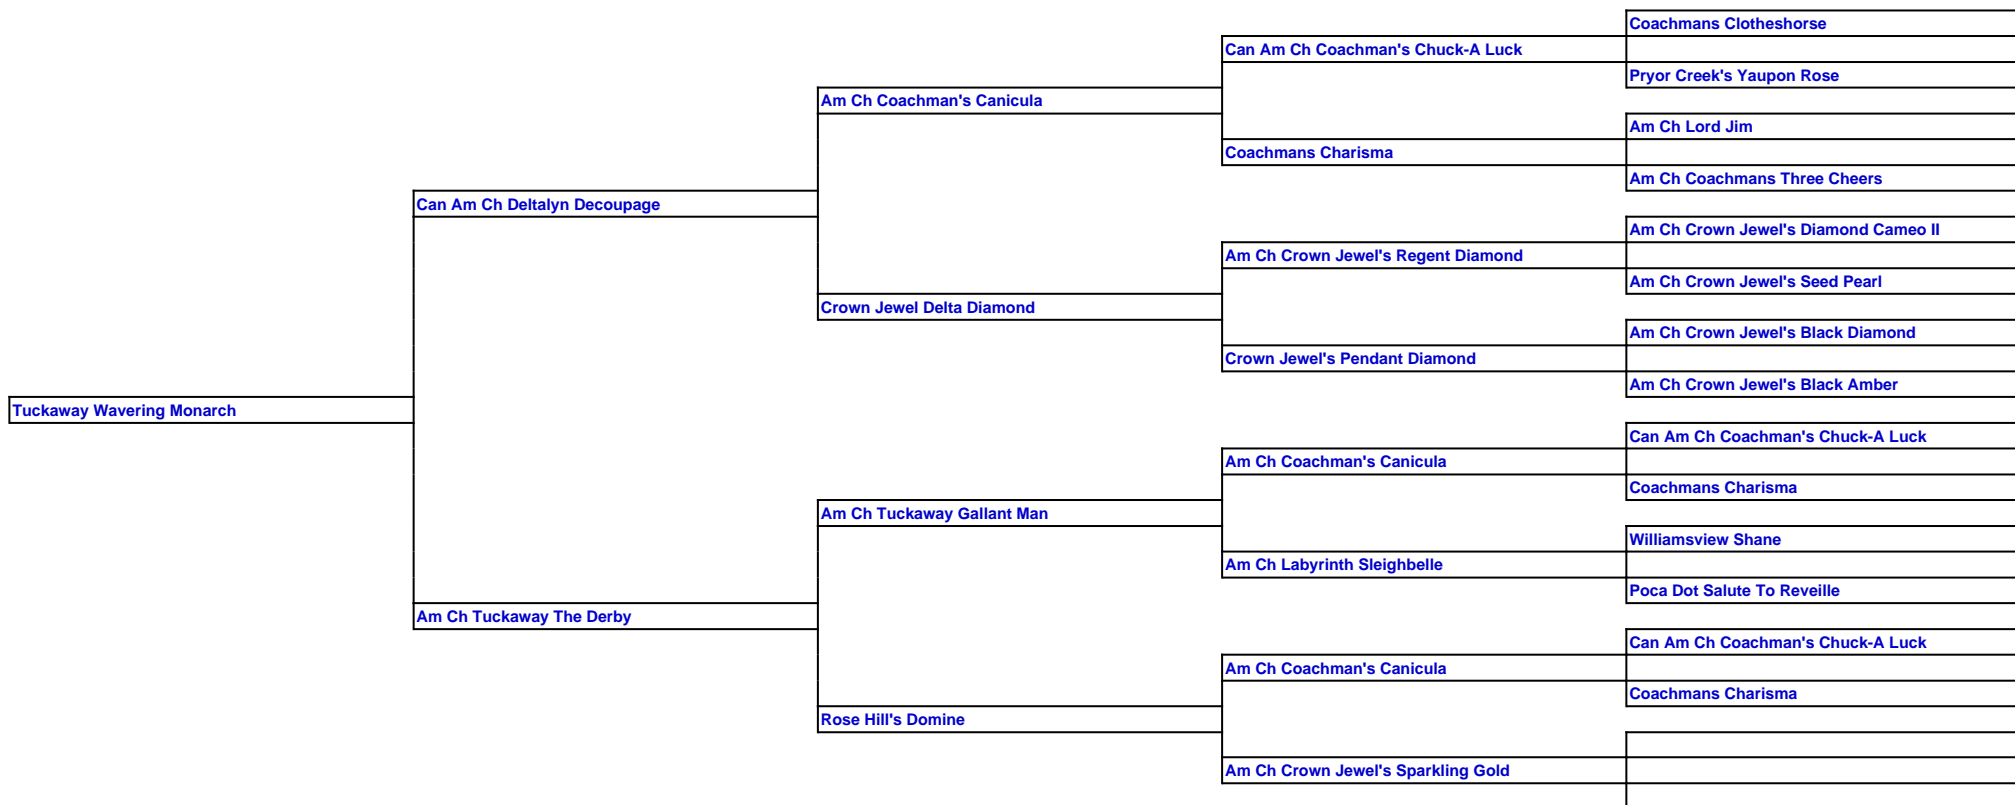 Coachmans Clotheshorse
Can Am Ch Coachman's Chuck-A Luck
Pryor Creek's Yaupon Rose
Am Ch Coachman's Canicula
Am Ch Lord Jim
Coachmans Charisma
Am Ch Coachmans Three Cheers
Can Am Ch Deltalyn Decoupage
Am Ch Crown Jewel's Diamond Cameo II
Am Ch Crown Jewel's Regent Diamond
Am Ch Crown Jewel's Seed Pearl
Crown Jewel Delta Diamond
Am Ch Crown Jewel's Black Diamond
Crown Jewel's Pendant Diamond
Am Ch Crown Jewel's Black Amber
Tuckaway Wavering Monarch
Can Am Ch Coachman's Chuck-A Luck
Am Ch Coachman's Canicula
Coachmans Charisma
Am Ch Tuckaway Gallant Man
Williamsview Shane
Am Ch Labyrinth Sleighbelle
Poca Dot Salute To Reveille
Am Ch Tuckaway The Derby
Can Am Ch Coachman's Chuck-A Luck
Am Ch Coachman's Canicula
Coachmans Charisma
Rose Hill's Domine
Am Ch Crown Jewel's Sparkling Gold